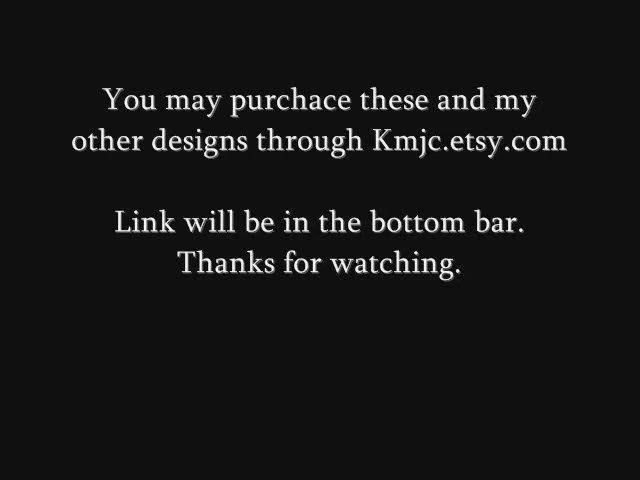 You may purchace these and my
other designs through Kmjc.etsy.com
Link will be in the bottom bar.
Thanks for watching.